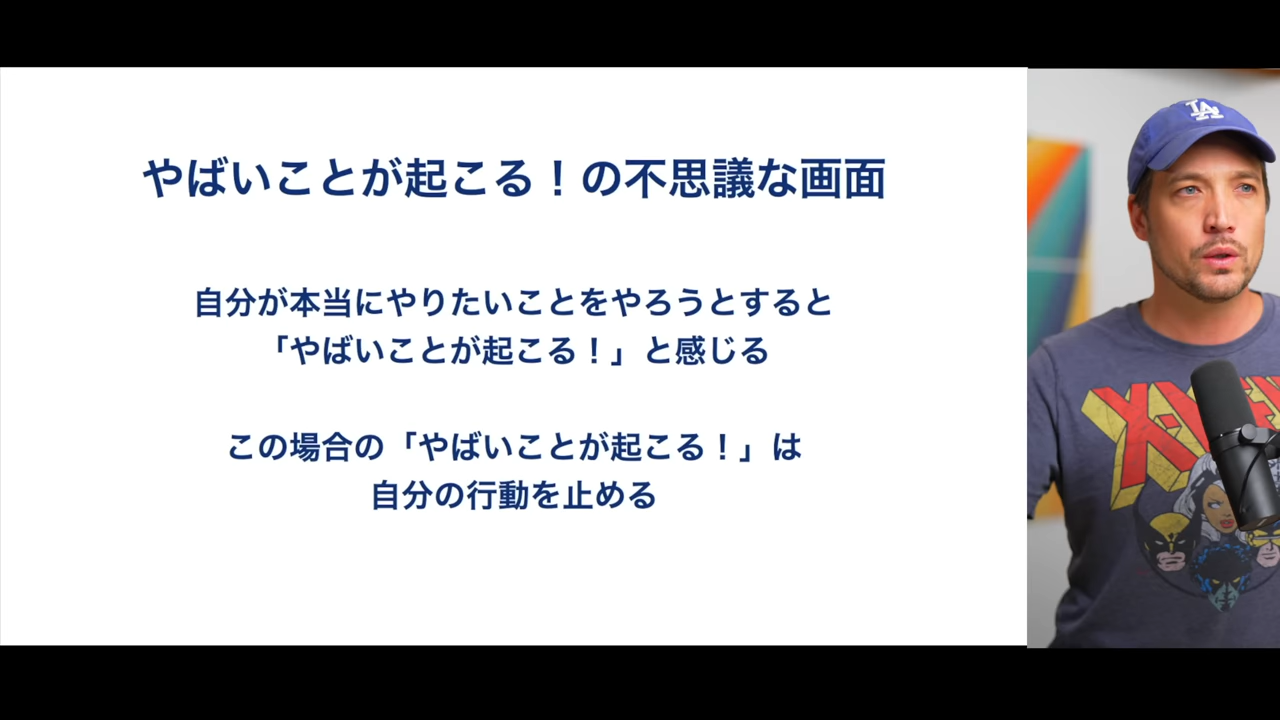 やばいことが起こる！の不思議な画面
自分が本当にやりたいことをやろうとすると
「やばいことが起こる！」と感じる
この場合の「やばいことが起こる！」は
自分の行動を止める
LA
X-MEN